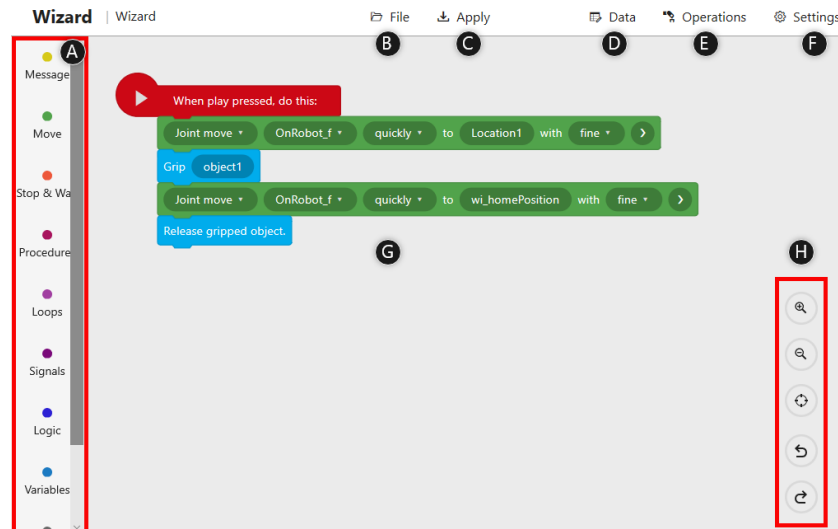 Wizard | Wizard File Apply Data Operations Settings
A B C D E F
Message
When play pressed, do this:
Move
Joint move OnRobot_f quickly to Location1 with fine
Grip object1
Stop & Wa
Joint move OnRobot_f quickly to wi_homePosition with fine
Release gripped object.
Procedure
G H
Loops
Signals
Logic
Variables